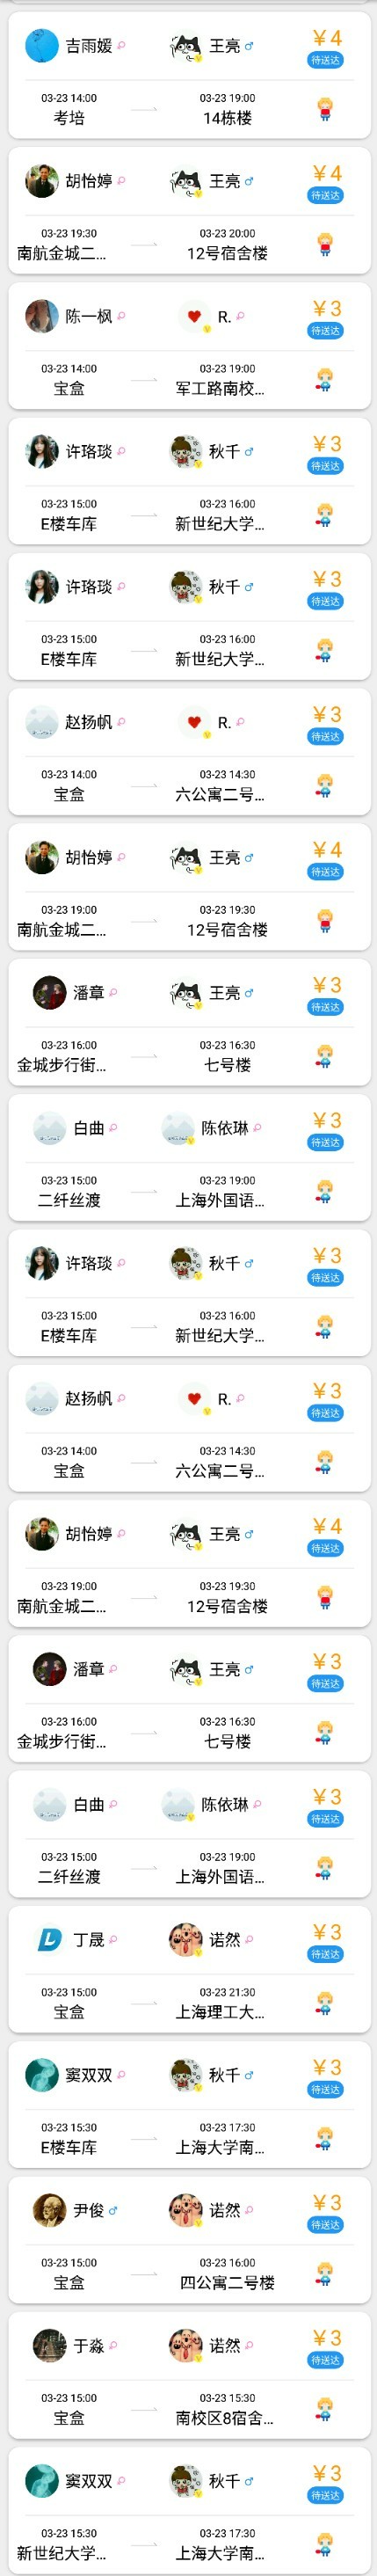 吉雨媛 王亮 ¥4
待送达
03-23 14:00 03-23 19:00
考培 14栋楼
胡怡婷 王亮 ¥4
待送达
03-23 19:30 03-23 20:00
南航金城二... 12号宿舍楼
陈一枫 R. ¥3
待送达
03-23 14:00 03-23 19:00
宝盒 军工路南校...
许珞琰 秋千 ¥3
待送达
03-23 15:00 03-23 16:00
E楼车库 新世纪大学...
许珞琰 秋千 ¥3
待送达
03-23 15:00 03-23 16:00
E楼车库 新世纪大学...
赵扬帆 R. ¥3
待送达
03-23 14:00 03-23 14:30
宝盒 六公寓二号...
胡怡婷 王亮 ¥4
待送达
03-23 19:00 03-23 19:30
南航金城二... 12号宿舍楼
潘章 王亮 ¥3
待送达
03-23 16:00 03-23 16:30
金城步行街... 七号楼
白曲 陈依琳 ¥3
待送达
03-23 15:00 03-23 19:00
二纤丝渡 上海外国语...
许珞琰 秋千 ¥3
待送达
03-23 15:00 03-23 16:00
E楼车库 新世纪大学...
赵扬帆 R. ¥3
待送达
03-23 14:00 03-23 14:30
宝盒 六公寓二号...
胡怡婷 王亮 ¥4
待送达
03-23 19:00 03-23 19:30
南航金城二... 12号宿舍楼
潘章 王亮 ¥3
待送达
03-23 16:00 03-23 16:30
金城步行街... 七号楼
白曲 陈依琳 ¥3
待送达
03-23 15:00 03-23 19:00
二纤丝渡 上海外国语...
丁晟 诺然 ¥3
待送达
03-23 15:00 03-23 21:30
宝盒 上海理工大...
窦双双 秋千 ¥3
待送达
03-23 15:30 03-23 17:30
E楼车库 上海大学南...
尹俊 诺然 ¥3
待送达
03-23 15:00 03-23 16:00
宝盒 四公寓二号楼
于淼 诺然 ¥3
待送达
03-23 15:00 03-23 15:30
宝盒 南校区8宿舍...
窦双双 秋千 ¥3
待送达
03-23 15:30 03-23 17:30
新世纪大学... 上海大学南...